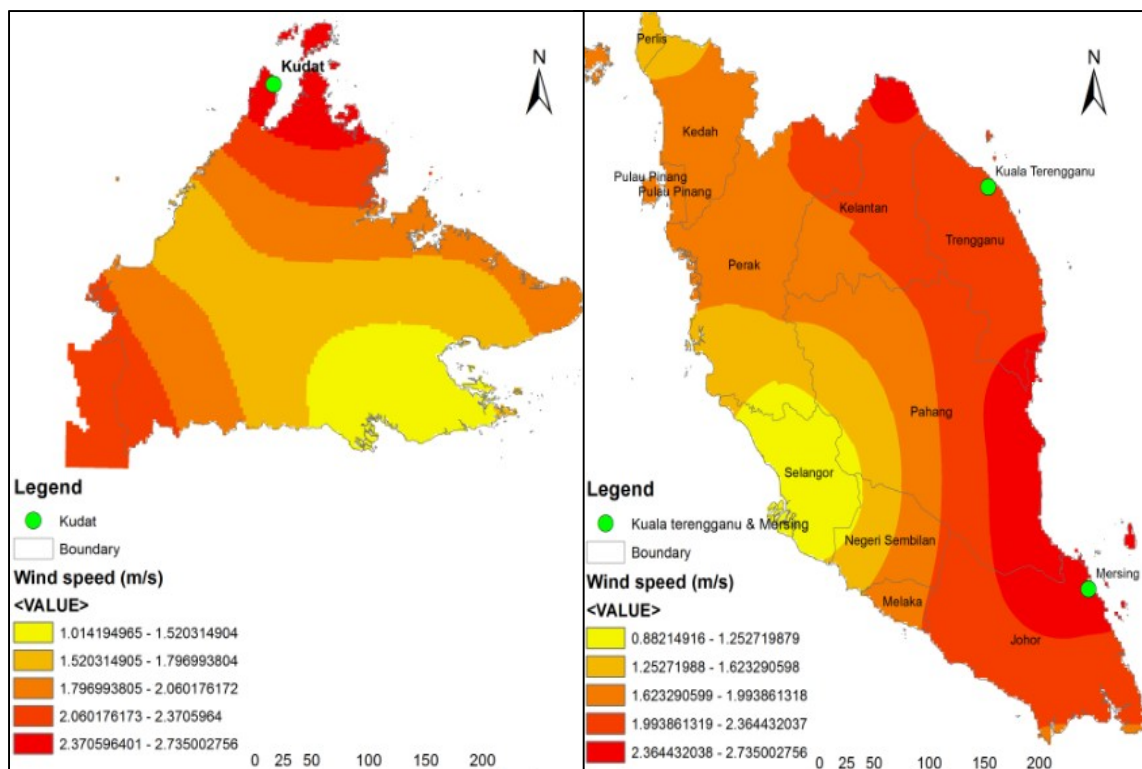 N
Kudat
Legend
Kudat
Boundary
Wind speed (m/s)
<VALUE>
1.014194965 - 1.520314904
1.520314905 - 1.796993804
1.796993805 - 2.060176172
2.060176173 - 2.3705964
2.370596401 - 2.735002756
0 25 50 100 150 200
N
Perlis
Kedah
Pulau Pinang
Pulau Pinang
Kuala Terengganu
Kelantan
Trengganu
Perak
Pahang
Selangor
Negeri Sembilan
Melaka
Mersing
Johor
Legend
Kuala terengganu & Mersing
Boundary
Wind speed (m/s)
<VALUE>
0.88214916 - 1.252719879
1.25271988 - 1.623290598
1.623290599 - 1.993861318
1.993861319 - 2.364432037
2.364432038 - 2.735002756
0 25 50 100 150 200